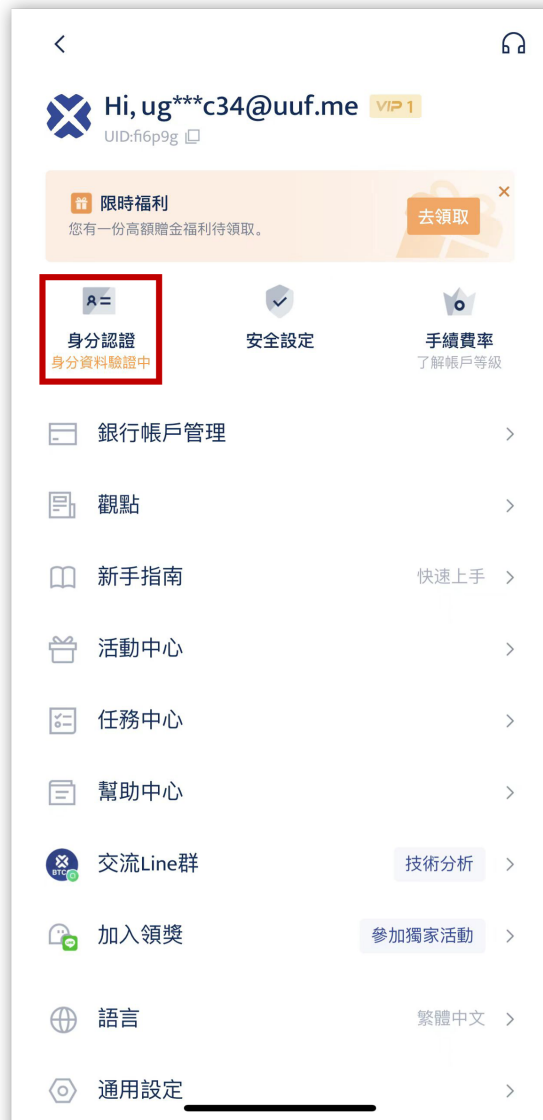 Hi, ug***c34@uuf.me VIP 1
UID:fi6p9g
限時福利
您有一份高額贈金福利待領取。
去領取
身分認證
身分資料驗證中
安全設定
手續費率
了解帳戶等級
銀行帳戶管理
觀點
新手指南
快速上手
活動中心
任務中心
幫助中心
BTC
交流Line群
技術分析
加入領獎
參加獨家活動
語言
繁體中文
通用設定